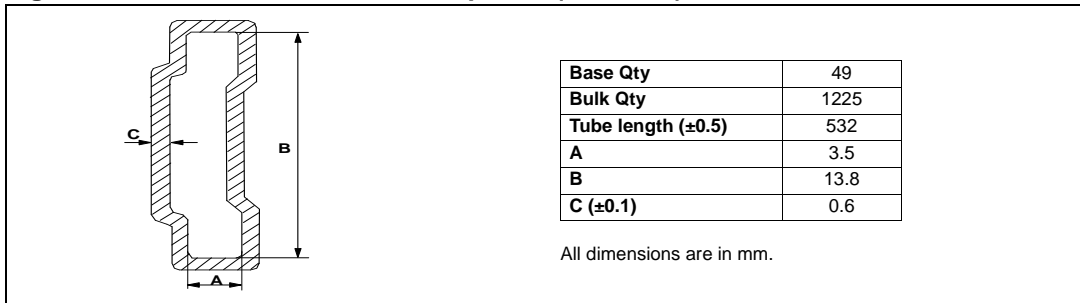 C
B
A
Base Qty 49
Bulk Qty 1225
Tube length (±0.5) 532
A 3.5
B 13.8
C (±0.1) 0.6
All dimensions are in mm.